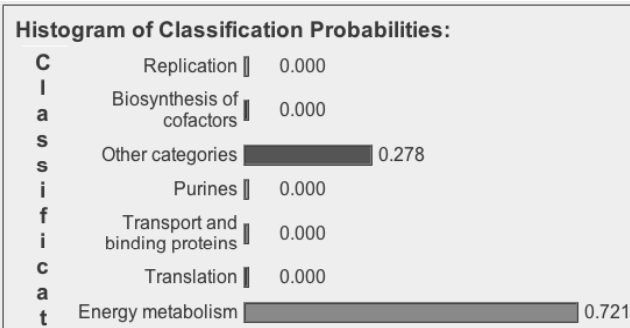 Histogram of Classification Probabilities:
C
l
a
s
s
i
f
i
c
a
t
Replication 0.000
Biosynthesis of
cofactors 0.000
Other categories 0.278
Purines 0.000
Transport and
binding proteins 0.000
Translation 0.000
Energy metabolism 0.721